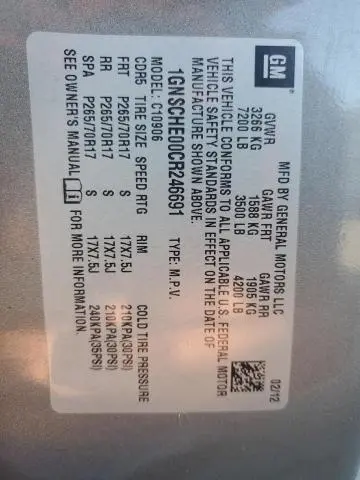 GM
MFD BY GENERAL MOTORS LLC
02/12
GVWR GAWR FRT GAWR RR
3266 KG 1588 KG 1905 KG
7200 LB 3500 LB 4200 LB
THIS VEHICLE CONFORMS TO ALL APPLICABLE U.S. FEDERAL MOTOR
VEHICLE SAFETY STANDARDS IN EFFECT ON THE DATE OF
MANUFACTURE SHOWN ABOVE.
1GNSCHE00CR246691 TYPE: M.P.V.
MODEL: C10906
CDR5 TIRE SIZE SPEED RTG RIM COLD TIRE PRESSURE
FRT P265/70R17 S 17X7.5J 210KPA(30PSI)
RR P265/70R17 S 17X7.5J 210KPA(30PSI)
SPA P265/70R17 S 17X7.5J 240KPA(35PSI)
SEE OWNER'S MANUAL FOR MORE INFORMATION.